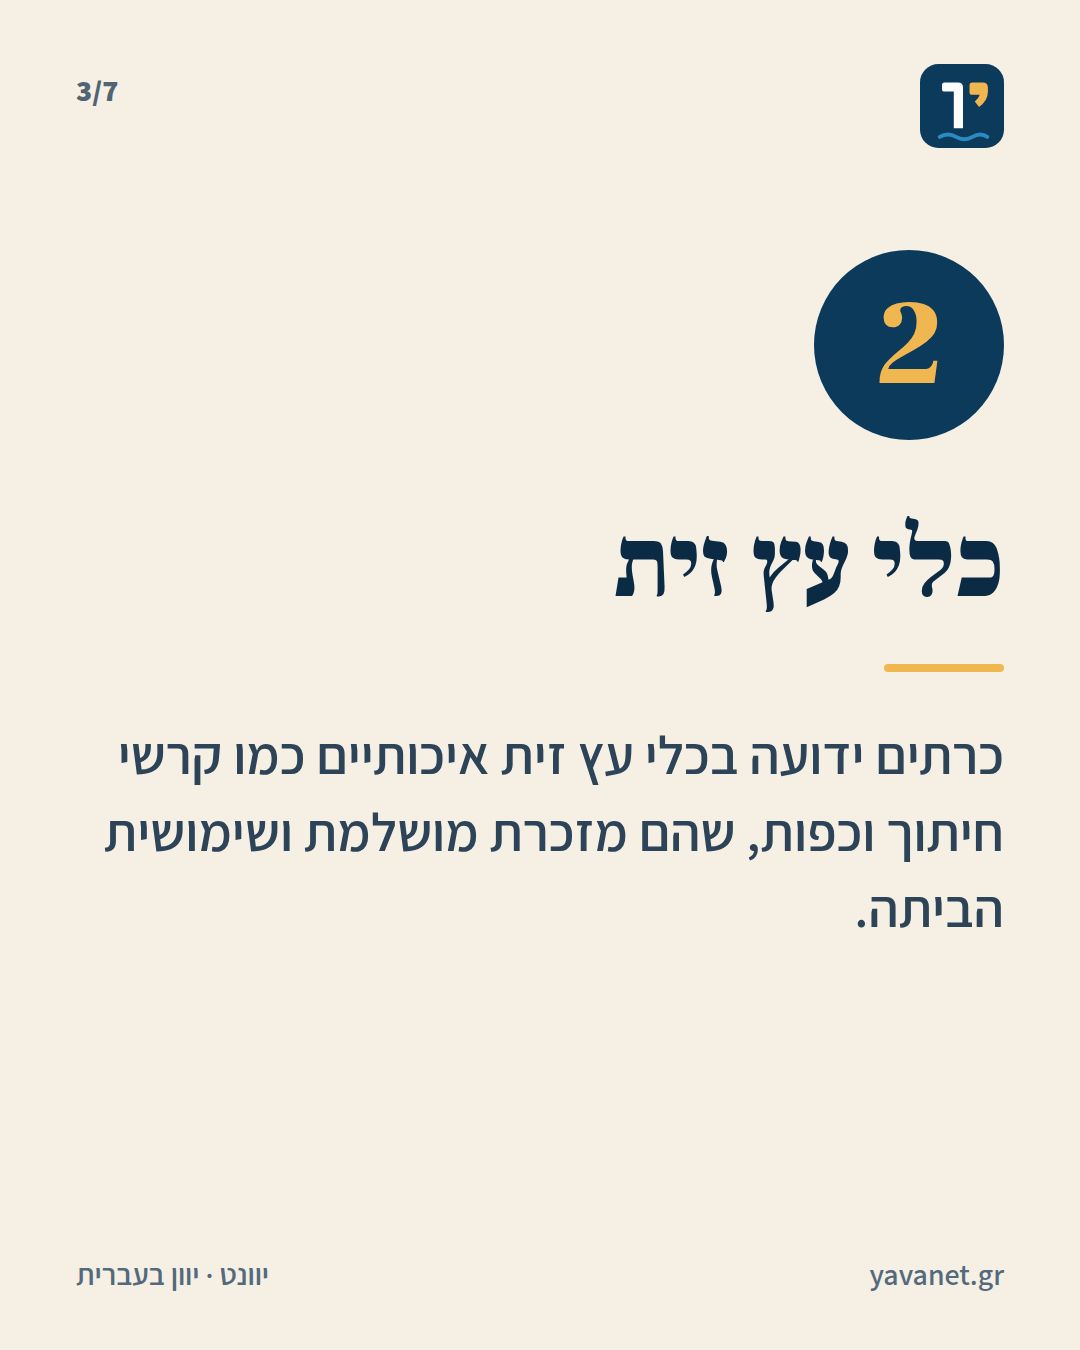 3/7
יו
2
כלי עץ זית
כרתים ידועה בכלי עץ זית איכותיים כמו קרשי
חיתוך וכפות, שהם מזכרת מושלמת ושימושית
הביתה.
יוונט · יוון בעברית
yavanet.gr